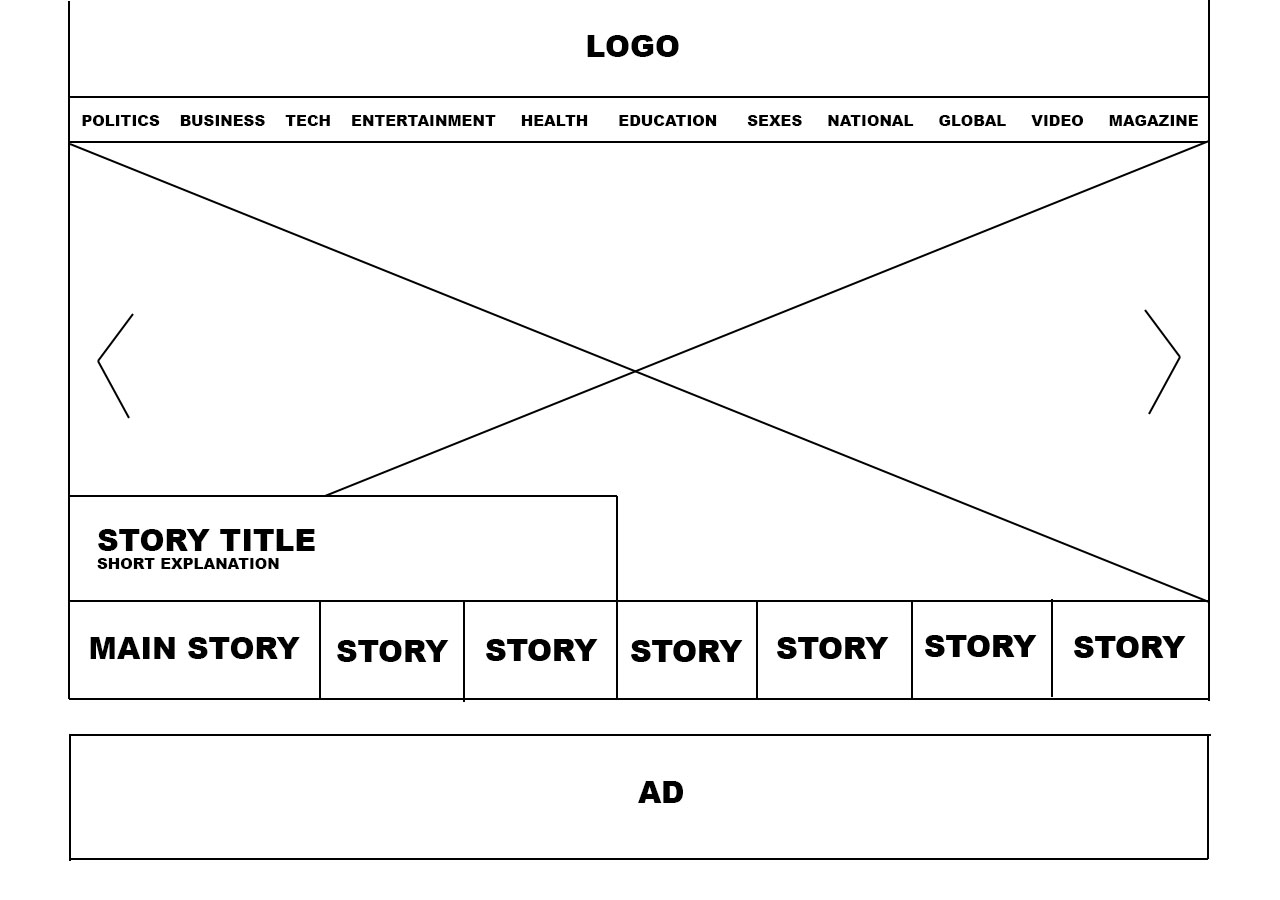 LOGO
POLITICS BUSINESS TECH ENTERTAINMENT HEALTH EDUCATION SEXES NATIONAL GLOBAL VIDEO MAGAZINE
STORY TITLE
SHORT EXPLANATION
MAIN STORY STORY STORY STORY STORY STORY STORY
AD